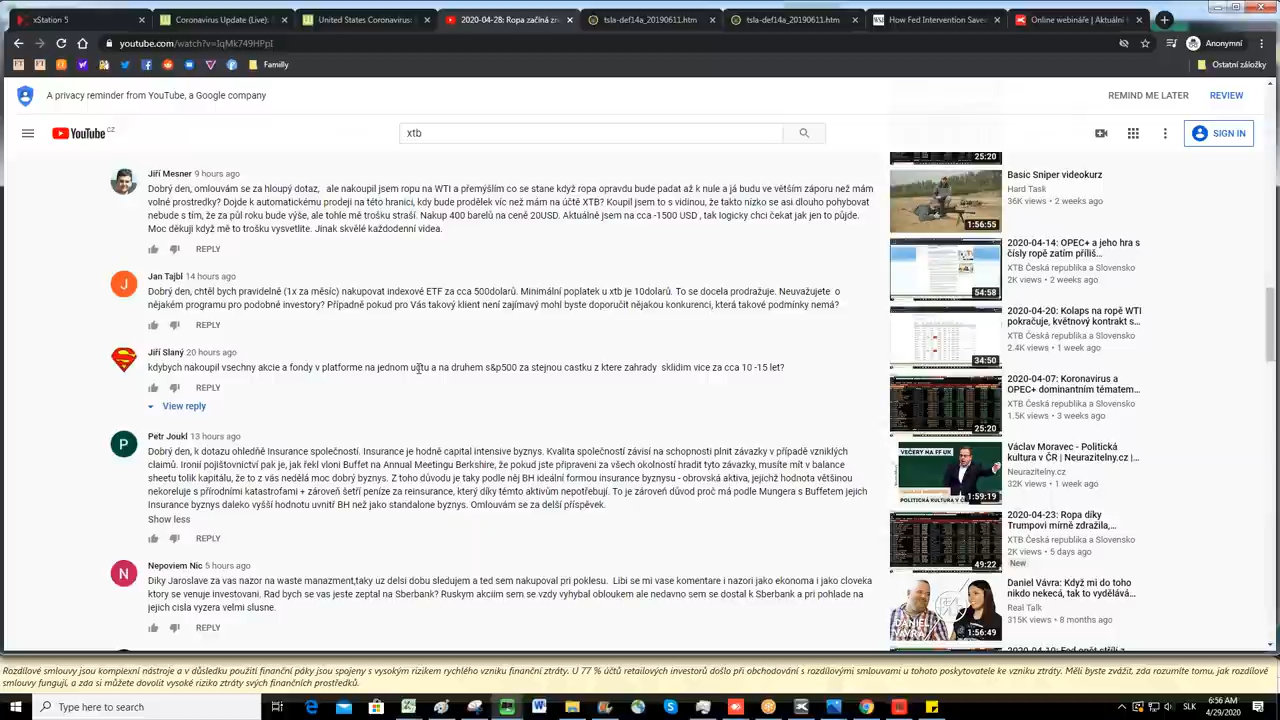 xStation 5
Coronavirus Update (Live):
United States Coronavirus:
2020-04-28: Ropa začíná zn
tsla-def14a_20190611.htm
tsla-def14a_20190611.htm
How Fed Intervention Save
Online webináře | Aktuální
youtube.com/watch?v=IqMk749HPpI
Anonymní
Familly
Ostatní záložky
A privacy reminder from YouTube, a Google company
REMIND ME LATER
REVIEW
YouTube CZ
xtb
SIGN IN
Jiří Mesner 9 hours ago
Dobrý den, omlouvám se za hloupý dotaz, ale nakoupil jsem ropu na WTI a přemýšlím co se stane když ropa opravdu bude padat až k nule a já budu ve větším záporu než mám
volné prostředky? Dojde k automatickému prodeji na této hranici, kdy bude prodělek víc než mám na účtě XTB? Koupil jsem to s vidinou, že takto nízko se asi dlouho pohybovat
nebude s tím, že za půl roku bude výše, ale tohle mě trošku straší. Nakup 400 barelů na ceně 20USD. Aktuálně jsem na cca -1500 USD , tak logicky chci čekat jak jen to půjde.
Moc děkuji když mě to trošku vysvetlíte. Jinak skvělé každodenní videa.
REPLY
Jan Tajbl 14 hours ago
Dobrý den, chtěl bych pravidelně (1x za měsíc) nakupovat indexové ETF za cca 500dolarů. Minimální poplatek u xtb je 10dolarů. To se docela prodražuje. Neuvažujete o
nějakém programu pro podobné investory? Případně pokud pro Vás takový klient není zajímavý mohl byste doporučit nějakou konkurenci, která takové podmínky nemá?
REPLY
Jiří Slaný 20 hours ago
kdybych nakoupil vsechny akcie a fondy v platforme na jednom uctu a na druhem s&p500 za stejnou castku z ktere zahrady sklidim vic za cca 10 -15 let?
REPLY
View reply
Petr Joukl 13 hours ago
Dobrý den, k dotazu ohledně insuranice společností. Insurance je hodně capital intensive byznys. Kvalita společností závisí na schopnosti plnit závazky v případě vzniklých
claimů. Ironií pojištovnictví pak je, jak řekl vloni Buffet na Annual Meetingu Berkshire, že pokud jste připraveni za všech okolností hradit tyto závazky, musíte mít v balance
sheetu tolik kapitálu, že to z vás nedělá moc dobrý byznys. Z toho důvodu je taky podle něj BH ideální formou insurance byznysu - obrovská aktiva, jejichž hodnota většinou
nekoreluje s přírodními katastrofami + zároveň šetří peníze za reinsurance, který díky těmto aktivům nepotřebují. To je zároveň důvod proč má podle Mungera s Buffetem jejich
Insurance byznys daleko vyšší hodnotu uvnitř BH než jako standalone byznys. Omlouvám se za delší příspěvek.
Show less
REPLY
Nepoviem Nic 5 hours ago
Diky Jaroslave za vas nazor na waste manazment,taky uz delsi dobu sledujem a ted sem nakupoval pri poklesu. Libi se mi vase komentare i nazori jako ekonoma i jako cloveka
ktory se venuje investovani. Rad bych se vas jeste zeptal na Sberbank? Ruskym akciim sem se vzdy vyhybal obloukem ale nedavno sem se dostal k Sberbank a pri pohlade na
jejich cisla vyzera velmi slusne.
REPLY
25:20
Basic Sniper videokurz
Hard Task
36K views • 2 weeks ago
1:56:55
2020-04-14: OPEC+ a jeho hra s
čísly ropě zatím příliš...
XTB Česká republika a Slovensko
2K views • 2 weeks ago
54:58
2020-04-20: Kolaps na ropě WTI
pokračuje, květnový kontrakt s...
XTB Česká republika a Slovensko
2.4K views • 1 week ago
34:50
2020-04-07: Koronavirus a
OPEC+ dominantním tématem...
XTB Česká republika a Slovensko
1.5K views • 3 weeks ago
25:20
Václav Moravec - Politická
kultura v ČR | Neurazitelny.cz |...
Neurazitelny.cz
32K views • 1 week ago
VEČERY NA FF UK
POLITICKÁ KULTURA V ČR
1:59:19
2020-04-23: Ropa díky
Trumpovi mírně zdražila,...
XTB Česká republika a Slovensko
2K views • 5 days ago
New
49:22
Daniel Vávra: Když mi do toho
nikdo nekecá, tak to vydělává...
Real Talk
315K views • 8 months ago
DANIEL
VÁVRA
1:56:49
Rozdílové smlouvy jsou komplexní nástroje a v důsledku použití finanční páky jsou spojeny s vysokým rizikem rychlého vzniku finanční ztráty. U 77 % účtů retailových investorů došlo při obchodování s rozdílovými smlouvami u tohoto poskytovatele ke vzniku ztráty. Měli byste zvážit, zda rozumíte tomu, jak rozdílové
smlouvy fungují, a zda si můžete dovolit vysoké riziko ztráty svých finančních prostředků.
Type here to search
SLK
6:56 AM
4/29/2020